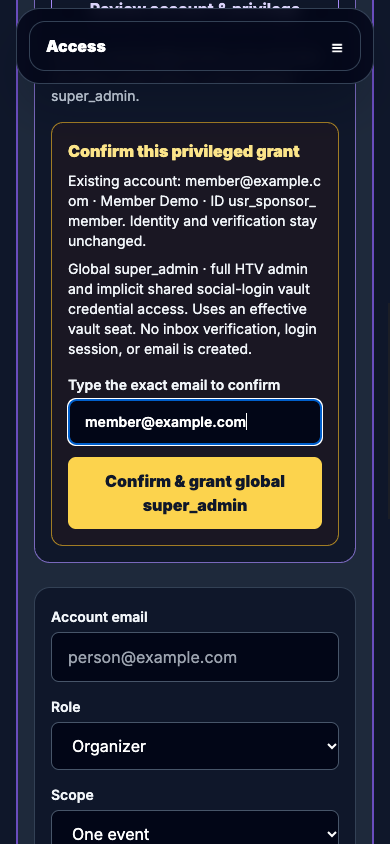 Review account & privilege
Access
≡
super_admin.
Confirm this privileged grant
Existing account: member@example.c
om · Member Demo · ID usr_sponsor_
member. Identity and verification stay
unchanged.
Global super_admin · full HTV admin
and implicit shared social-login vault
credential access. Uses an effective
vault seat. No inbox verification, login
session, or email is created.
Type the exact email to confirm
member@example.com
Confirm & grant global
super_admin
Account email
person@example.com
Role
Organizer
Scope
One event